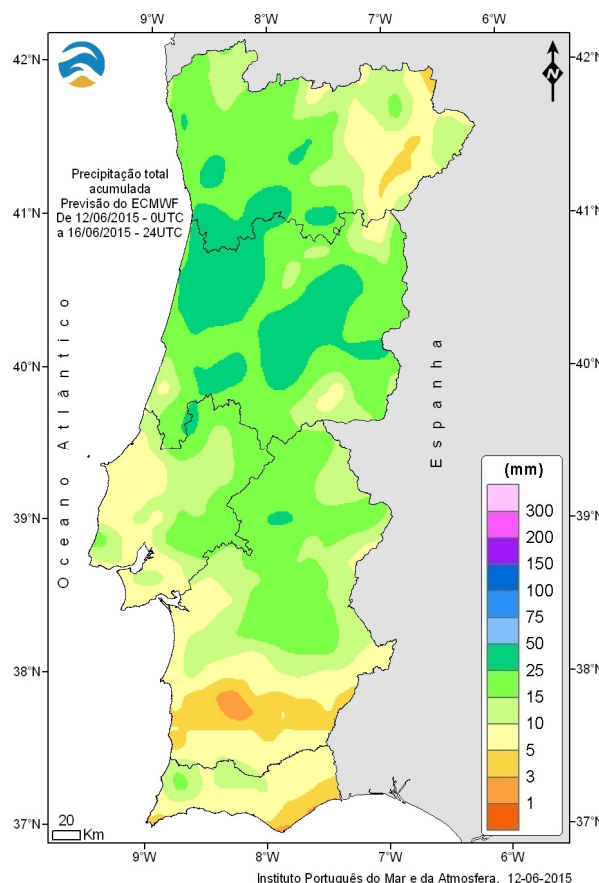 9°W 8°W 7°W 6°W
42°N 42°N
N
Precipitação total
acumulada
Previsão do ECMWF
De 12/06/2015 - 0UTC
a 16/06/2015 - 24UTC
41°N 41°N
Oceano Atlântico
Espanha
40°N 40°N
(mm)
300
200
150
100
75
50
25
15
10
5
3
1
39°N 39°N
38°N 38°N
37°N 37°N
20
Km
9°W 8°W 7°W 6°W
Instituto Português do Mar e da Atmosfera, 12-06-2015